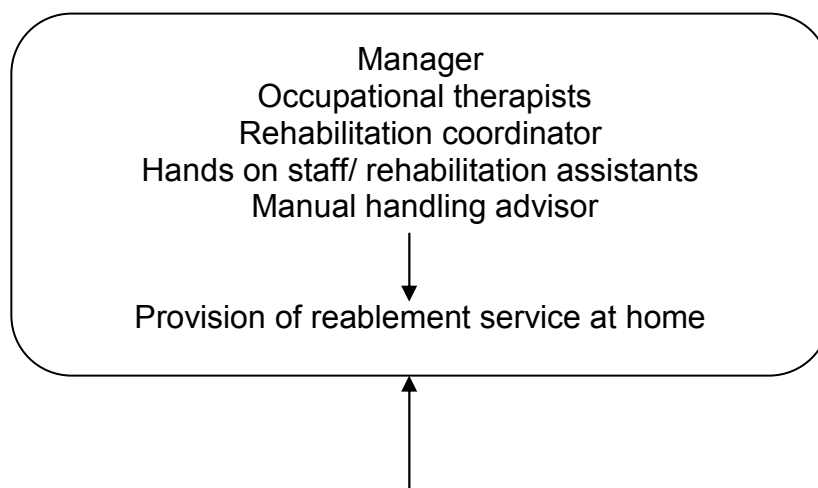 Manager
Occupational therapists
Rehabilitation coordinator
Hands on staff/ rehabilitation assistants
Manual handling advisor
Provision of reablement service at home